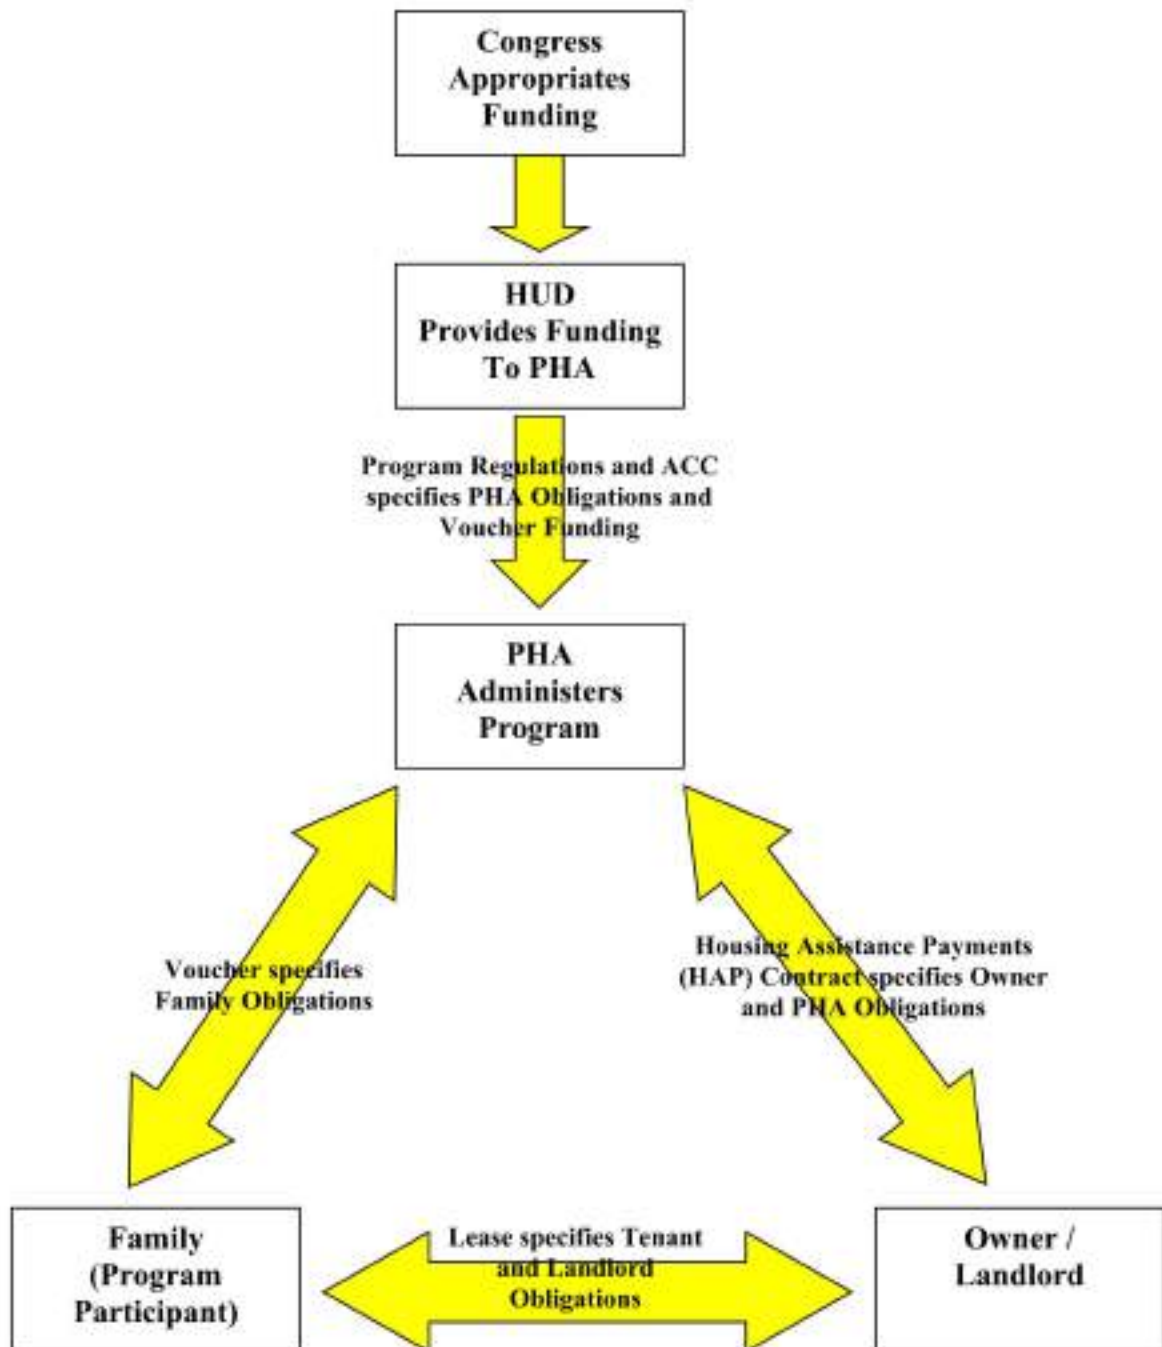 Congress
Appropriates
Funding
HUD
Provides Funding
To PHA
Program Regulations and ACC
specifies PHA Obligations and
Voucher Funding
PHA
Administers
Program
Voucher specifies
Family Obligations
Housing Assistance Payments
(HAP) Contract specifies Owner
and PHA Obligations
Family
(Program
Participant)
Lease specifies Tenant
and Landlord
Obligations
Owner /
Landlord